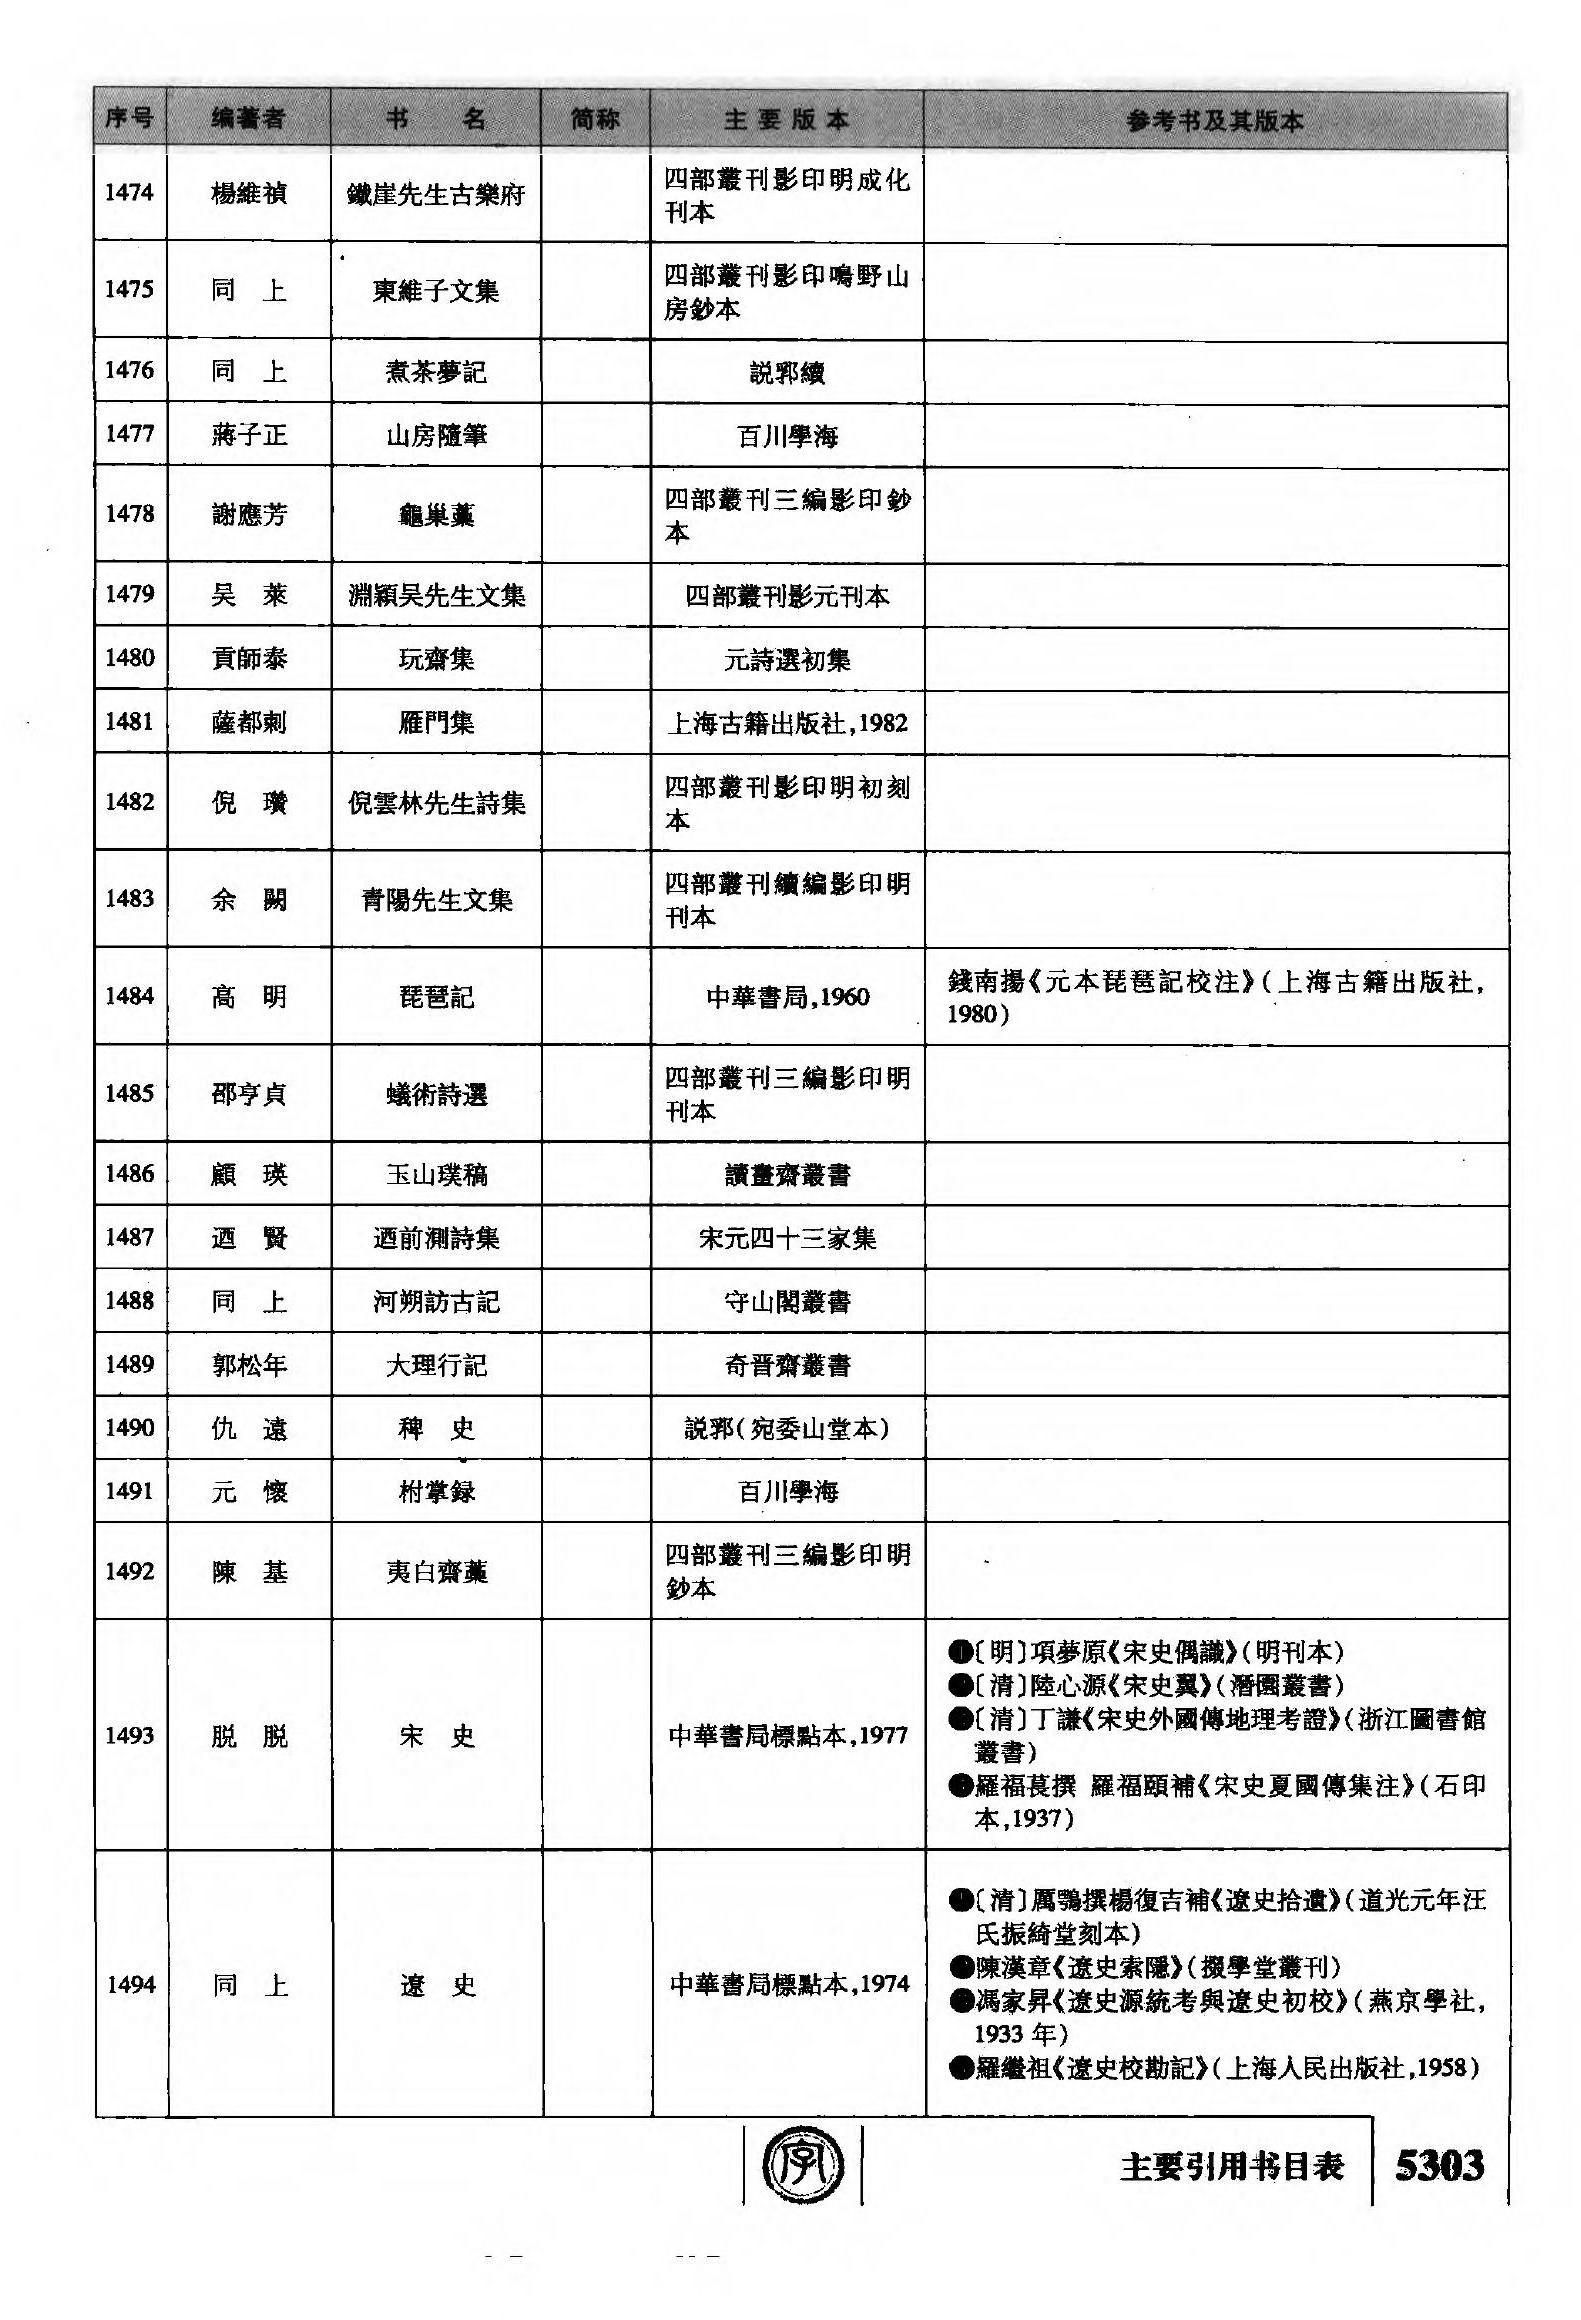 序号 编著者 书 名 简称 主要版本 参考书及其版本
1474 楊維禎 鐵崖先生古樂府 四部叢刊影印明成化
刊本
1475 同 上 東維子文集 四部叢刊影印鳴野山
房鈔本
1476 同 上 煮茶夢記 説郛續
1477 蔣子正 山房隨筆 百川學海
1478 謝應芳 龜巢藁 四部叢刊三編影印鈔
本
1479 吴 萊 淵穎吴先生文集 四部叢刊影元刊本
1480 貢師泰 玩齋集 元詩選初集
1481 薩都剌 雁門集 上海古籍出版社,1982
1482 倪 瓚 倪雲林先生詩集 四部叢刊影印明初刻
本
1483 余 闕 青陽先生文集 四部叢刊續編影印明
刊本
1484 高 明 琵琶記 中華書局,1960 錢南揚《元本琵琶記校注》(上海古籍出版社,
1980)
1485 邵亨貞 蟻術詩選 四部叢刊三編影印明
刊本
1486 顧 瑛 玉山璞稿 讀畫齋叢書
1487 迺 賢 迺前測詩集 宋元四十三家集
1488 同 上 河朔訪古記 守山閣叢書
1489 郭松年 大理行記 奇晋齋叢書
1490 仇 遠 稗 史 説郛(宛委山堂本)
1491 元 懷 柎掌録 百川學海
1492 陳 基 夷白齋藁 四部叢刊三編影印明
鈔本
1493 脱 脱 宋 史 中華書局標點本,1977 ❶〔明〕項夢原《宋史偶識》(明刊本)
●〔清〕陸心源《宋史翼》(潛園叢書)
●〔清〕丁謙《宋史外國傳地理考證》(浙江圖書館
叢書)
●羅福萇撰 羅福頤補《宋史夏國傳集注》(石印
本,1937)
1494 同 上 遼 史 中華書局標點本,1974 ●〔清〕厲鶚撰楊復吉補《遼史拾遺》(道光元年汪
氏振綺堂刻本)
●陳漢章《遼史索隱》(掇學堂叢刊)
●馮家昇《遼史源統考與遼史初校》(燕京學社,
1933年)
●羅繼祖《遼史校勘記》(上海人民出版社,1958)
字
主要引用书目表 5303